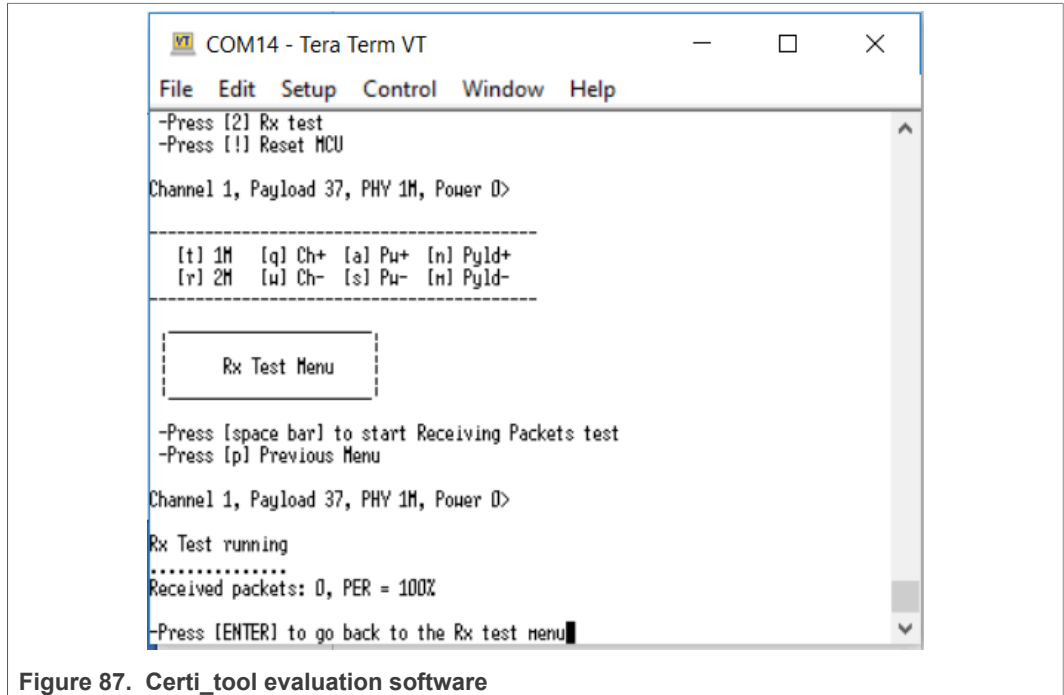 COM14 - Tera Term VT
File Edit Setup Control Window Help
-Press [2] Rx test
-Press [!] Reset MCU
Channel 1, Payload 37, PHY 1M, Power 0>
-----------------------------------------
[t] 1M [q] Ch+ [a] Pw+ [n] Pyld+
[r] 2M [w] Ch- [s] Pw- [m] Pyld-
-----------------------------------------
Rx Test Menu
-Press [space bar] to start Receiving Packets test
-Press [p] Previous Menu
Channel 1, Payload 37, PHY 1M, Power 0>
Rx Test running
...............
Received packets: 0, PER = 100%
-Press [ENTER] to go back to the Rx test menu
Figure 87. Certi_tool evaluation software